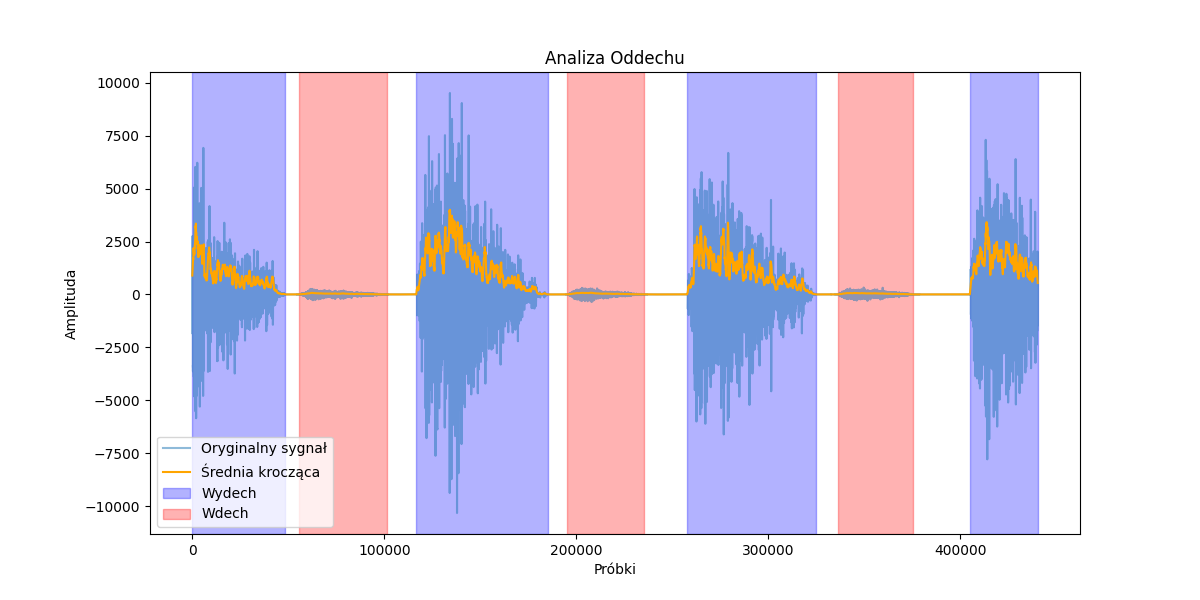 Analiza Oddechu
Amplituda
10000
7500
5000
2500
0
−2500
−5000
−7500
−10000
Oryginalny sygnał
Średnia krocząca
Wydech
Wdech
0
100000
200000
300000
400000
Próbki